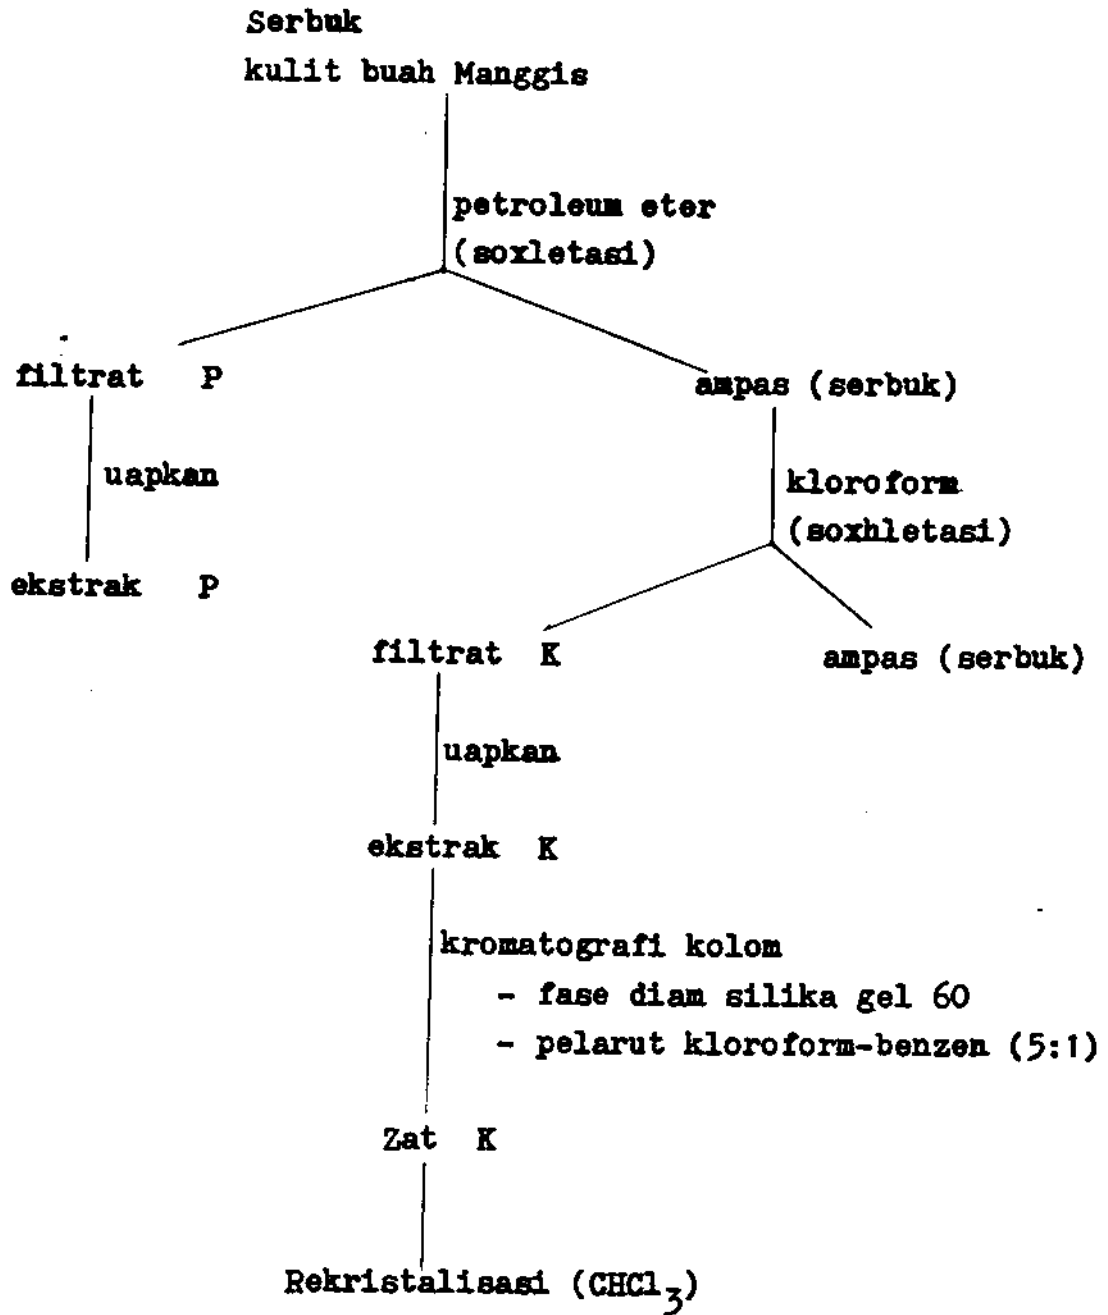 Serbuk
kulit buah Manggis
petroleum eter
(soxletasi)
filtrat P
ampas (serbuk)
uapkan
kloroform
(soxhletasi)
ekstrak P
filtrat K
ampas (serbuk)
uapkan
ekstrak K
kromatografi kolom
- fase diam silika gel 60
- pelarut kloroform-benzen (5:1)
Zat K
Rekristalisasi (CHCl₃)